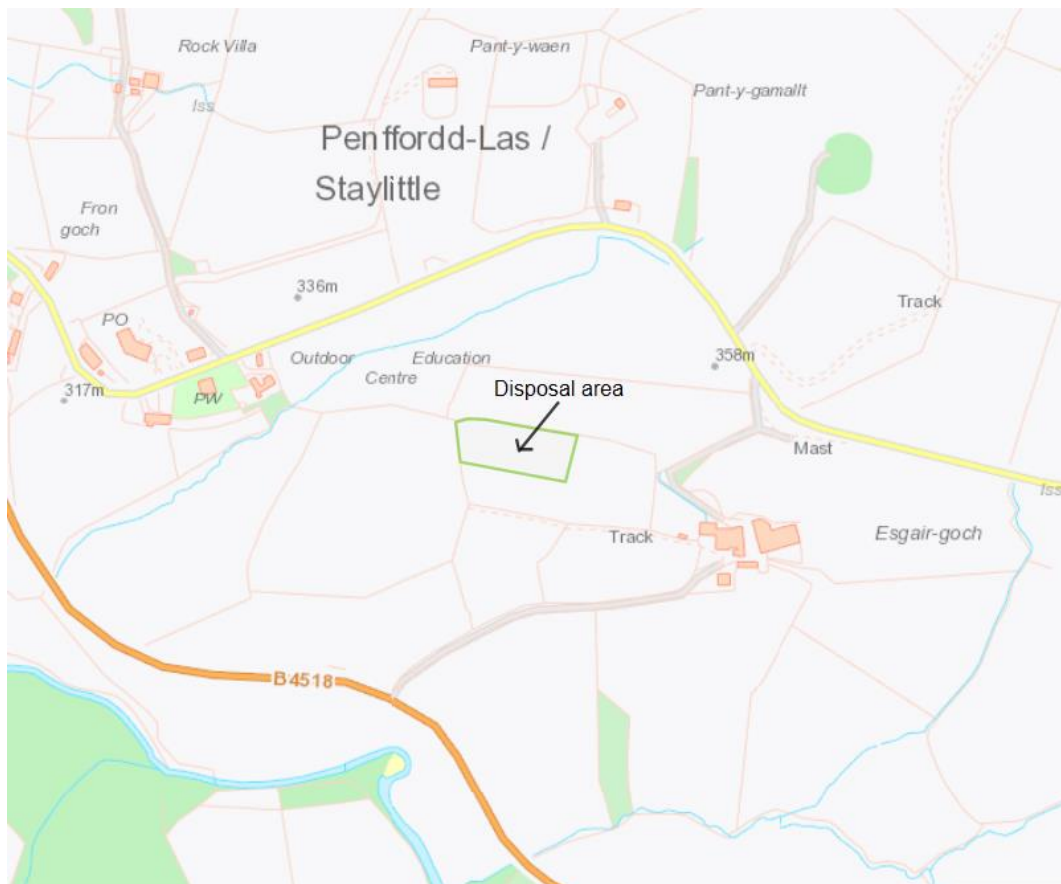 Rock Villa
Pant-y-waen
Iss
Pant-y-gamallt
Penffordd-Las /
Staylittle
Fron
goch
336m
Track
PO
Outdoor
Education
Centre
358m
317m
PW
Disposal area
Mast
Iss
Track
Esgair-goch
B4518